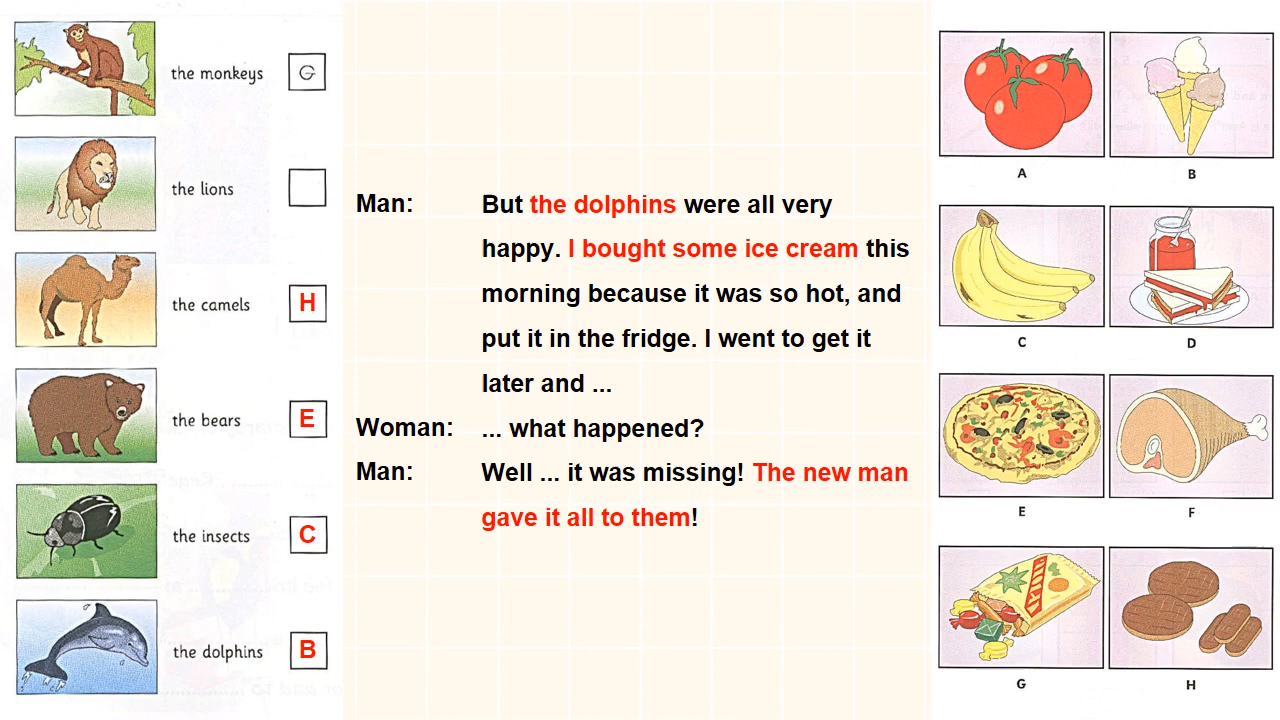 the monkeys G
the lions
the camels H
the bears E
the insects C
the dolphins B
Man: But the dolphins were all very
happy. I bought some ice cream this
morning because it was so hot, and
put it in the fridge. I went to get it
later and ...
Woman: ... what happened?
Man: Well ... it was missing! The new man
gave it all to them!
A B
C D
E F
G H